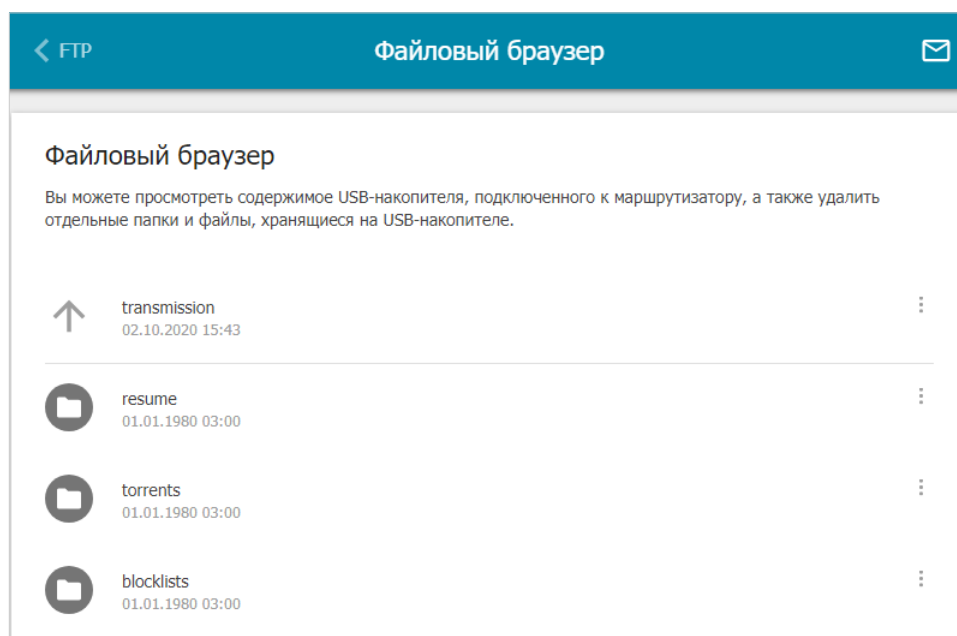 FTP
Файловый браузер
Файловый браузер
Вы можете просмотреть содержимое USB-накопителя, подключенного к маршрутизатору, а также удалить
отдельные папки и файлы, хранящиеся на USB-накопителе.
transmission
02.10.2020 15:43
resume
01.01.1980 03:00
torrents
01.01.1980 03:00
blocklists
01.01.1980 03:00